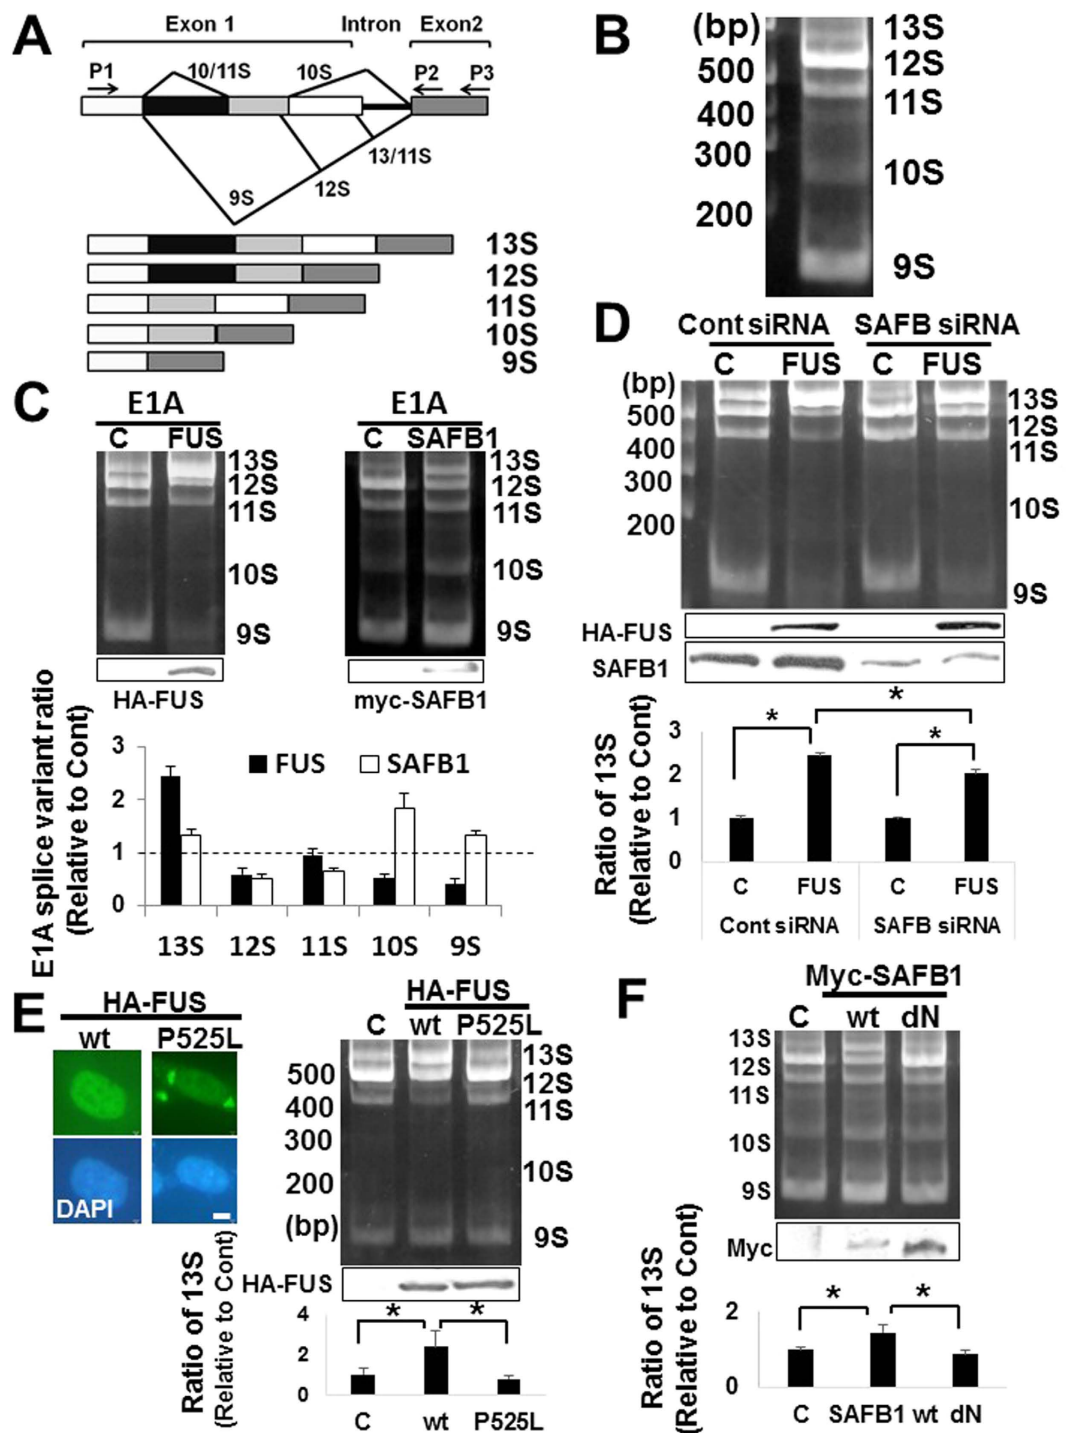 A
Exon 1
Intron
Exon2
P1
10/11S
10S
P2
P3
13/11S
12S
9S
13S
12S
11S
10S
9S
B
(bp)
500
400
300
200
13S
12S
11S
10S
9S
C
E1A
C FUS
13S
12S
11S
10S
9S
HA-FUS
E1A
C SAFB1
13S
12S
11S
10S
9S
myc-SAFB1
E1A splice variant ratio
(Relative to Cont)
3
2
1
0
FUS
SAFB1
13S 12S 11S 10S 9S
D
Cont siRNA
SAFB siRNA
C FUS C FUS
(bp)
500
400
300
200
13S
12S
11S
10S
9S
HA-FUS
SAFB1
Ratio of 13S
(Relative to Cont)
3
2
1
0
*
*
*
C FUS C FUS
Cont siRNA SAFB siRNA
E
HA-FUS
wt P525L
DAPI
HA-FUS
C wt P525L
500
400
300
200
(bp)
13S
12S
11S
10S
9S
HA-FUS
Ratio of 13S
(Relative to Cont)
4
2
0
*
*
C wt P525L
F
Myc-SAFB1
C wt dN
13S
12S
11S
10S
9S
Myc
Ratio of 13S
(Relative to Cont)
2
0
*
*
C SAFB1 wt dN